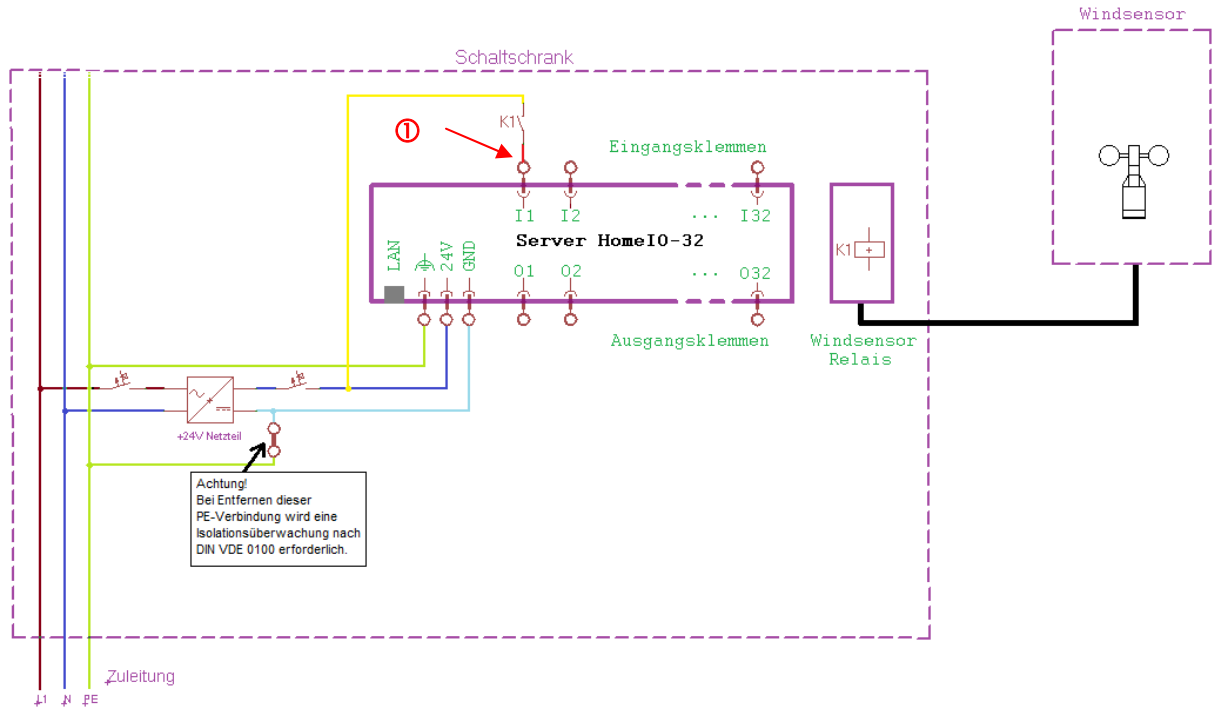 Windsensor
Schaltschrank
①
K1
Eingangsklemmen
I1 I2 ... I32
Server HomeIO-32
LAN
24V
GND
O1 O2 ... O32
K1
Ausgangsklemmen
Windsensor
Relais
+24V Netzteil
Achtung!
Bei Entfernen dieser
PE-Verbindung wird eine
Isolationsüberwachung nach
DIN VDE 0100 erforderlich.
Zuleitung
L1 N PE